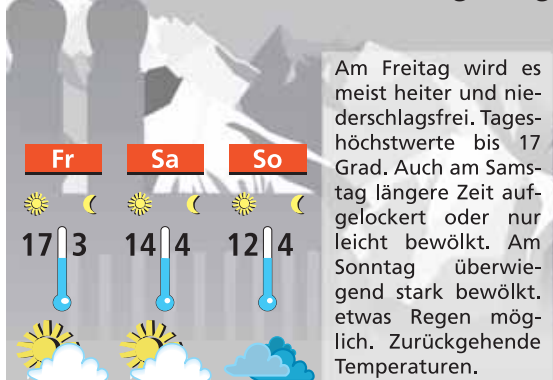 Fr Sa So
17 3 14 4 12 4
Am Freitag wird es
meist heiter und nie-
derschlagsfrei. Tages-
höchstwerte bis 17
Grad. Auch am Sams-
tag längere Zeit auf-
gelockert oder nur
leicht bewölkt. Am
Sonntag überwie-
gend stark bewölkt.
etwas Regen mög-
lich. Zurückgehende
Temperaturen.